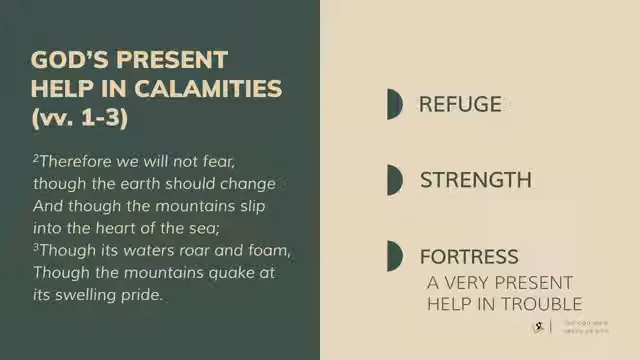 GOD’S PRESENT
HELP IN CALAMITIES
(vv. 1-3)
²Therefore we will not fear,
though the earth should change
And though the mountains slip
into the heart of the sea;
³Though its waters roar and foam,
Though the mountains quake at
its swelling pride.
REFUGE
STRENGTH
FORTRESS
A VERY PRESENT
HELP IN TROUBLE